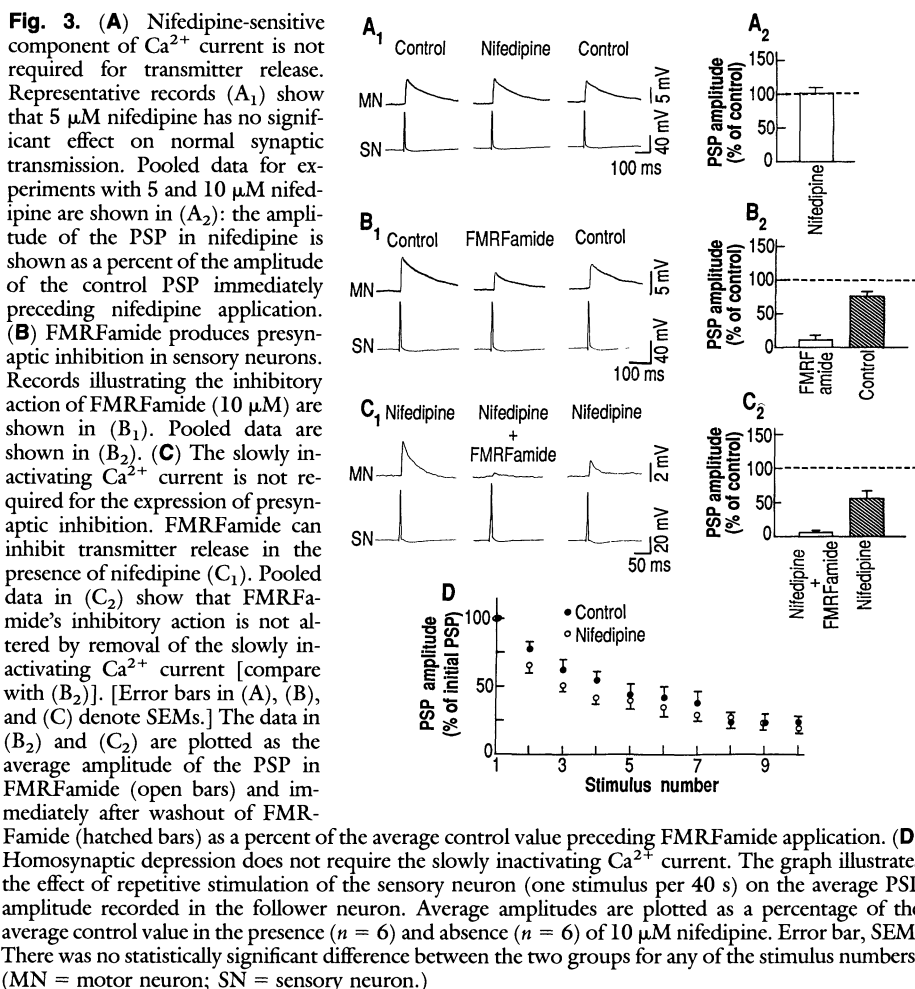 Fig. 3. (A) Nifedipine-sensitive
component of Ca2+ current is not
required for transmitter release.
Representative records (A1) show
that 5 μM nifedipine has no signif-
icant effect on normal synaptic
transmission. Pooled data for ex-
periments with 5 and 10 μM nifed-
ipine are shown in (A2): the ampli-
tude of the PSP in nifedipine is
shown as a percent of the amplitude
of the control PSP immediately
preceding nifedipine application.
(B) FMRFamide produces presyn-
aptic inhibition in sensory neurons.
Records illustrating the inhibitory
action of FMRFamide (10 μM) are
shown in (B1). Pooled data are
shown in (B2). (C) The slowly in-
activating Ca2+ current is not re-
quired for the expression of presyn-
aptic inhibition. FMRFamide can
inhibit transmitter release in the
presence of nifedipine (C1). Pooled
data in (C2) show that FMRFa-
mide's inhibitory action is not al-
tered by removal of the slowly in-
activating Ca2+ current [compare
with (B2)]. [Error bars in (A), (B),
and (C) denote SEMs.] The data in
(B2) and (C2) are plotted as the
average amplitude of the PSP in
FMRFamide (open bars) and im-
mediately after washout of FMR-
Famide (hatched bars) as a percent of the average control value preceding FMRFamide application. (D
Homosynaptic depression does not require the slowly inactivating Ca2+ current. The graph illustrate
the effect of repetitive stimulation of the sensory neuron (one stimulus per 40 s) on the average PSI
amplitude recorded in the follower neuron. Average amplitudes are plotted as a percentage of the
average control value in the presence (n = 6) and absence (n = 6) of 10 μM nifedipine. Error bar, SEM
There was no statistically significant difference between the two groups for any of the stimulus numbers
(MN = motor neuron; SN = sensory neuron.)
A1
Control Nifedipine Control
MN
5 mV
SN
40 mV
100 ms
A2
PSP amplitude
(% of control)
150
100
50
0
Nifedipine
B1
Control FMRFamide Control
MN
5 mV
SN
40 mV
100 ms
B2
PSP amplitude
(% of control)
150
100
50
0
FMRF
amide
Control
C1 Nifedipine Nifedipine Nifedipine
+
FMRFamide
MN
2 mV
SN
20 mV
50 ms
C2
PSP amplitude
(% of control)
150
100
50
0
Nifedipine
+
FMRFamide
Nifedipine
D
PSP amplitude
(% of initial PSP)
100
50
0
Control
Nifedipine
1 3 5 7 9
Stimulus number